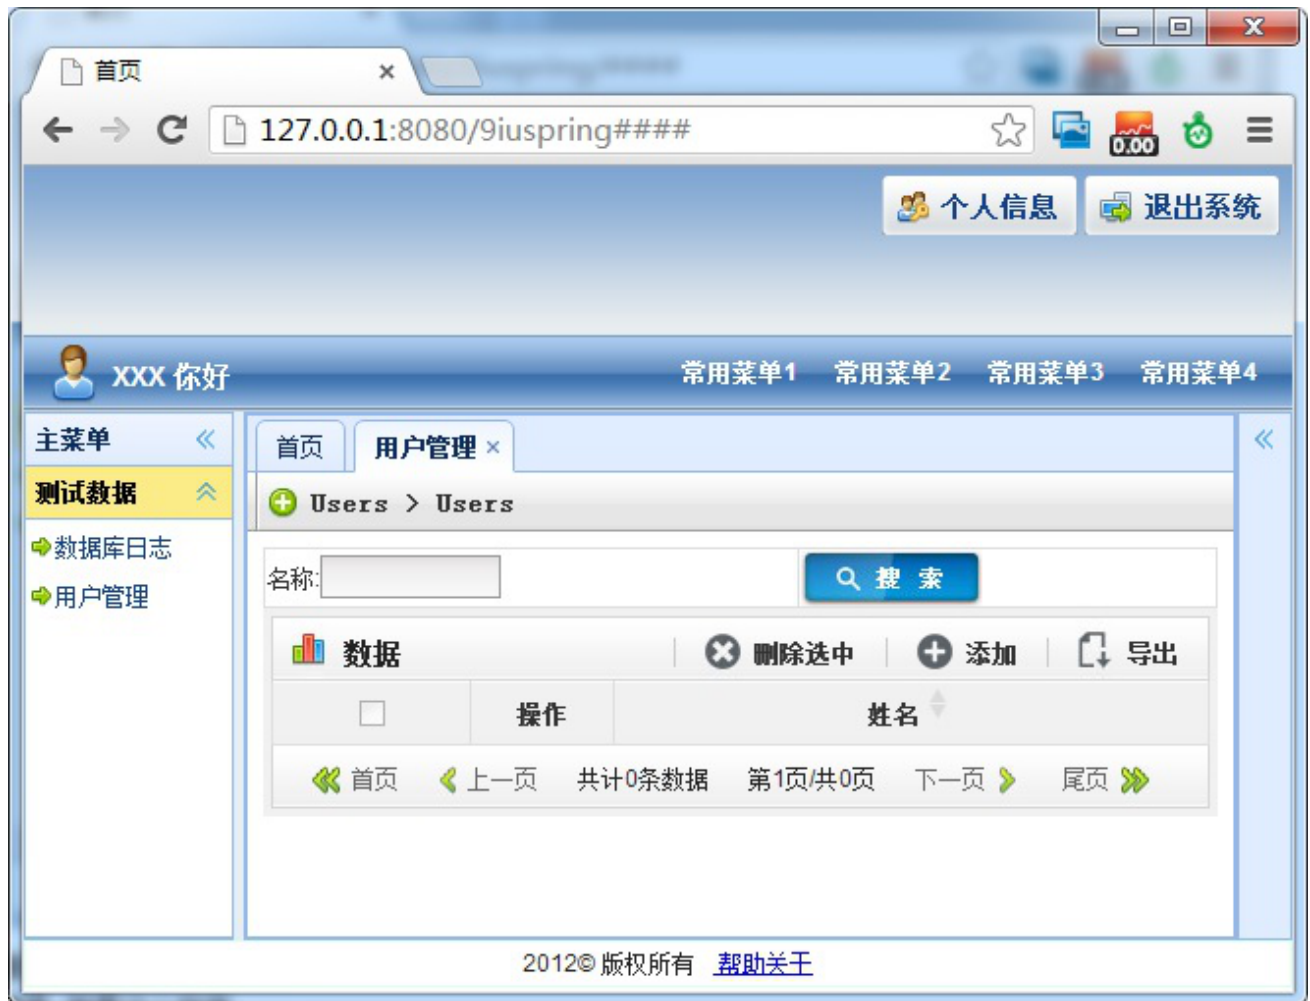 首页
127.0.0.1:8080/9iuspring####
0.00
个人信息 退出系统
XXX 你好 常用菜单1 常用菜单2 常用菜单3 常用菜单4
主菜单 首页 用户管理
测试数据 Users > Users
数据库日志
用户管理
名称: 搜 索
数据 删除选中 添加 导出
操作 姓名
首页 上一页 共计0条数据 第1页/共0页 下一页 尾页
2012© 版权所有 帮助关于